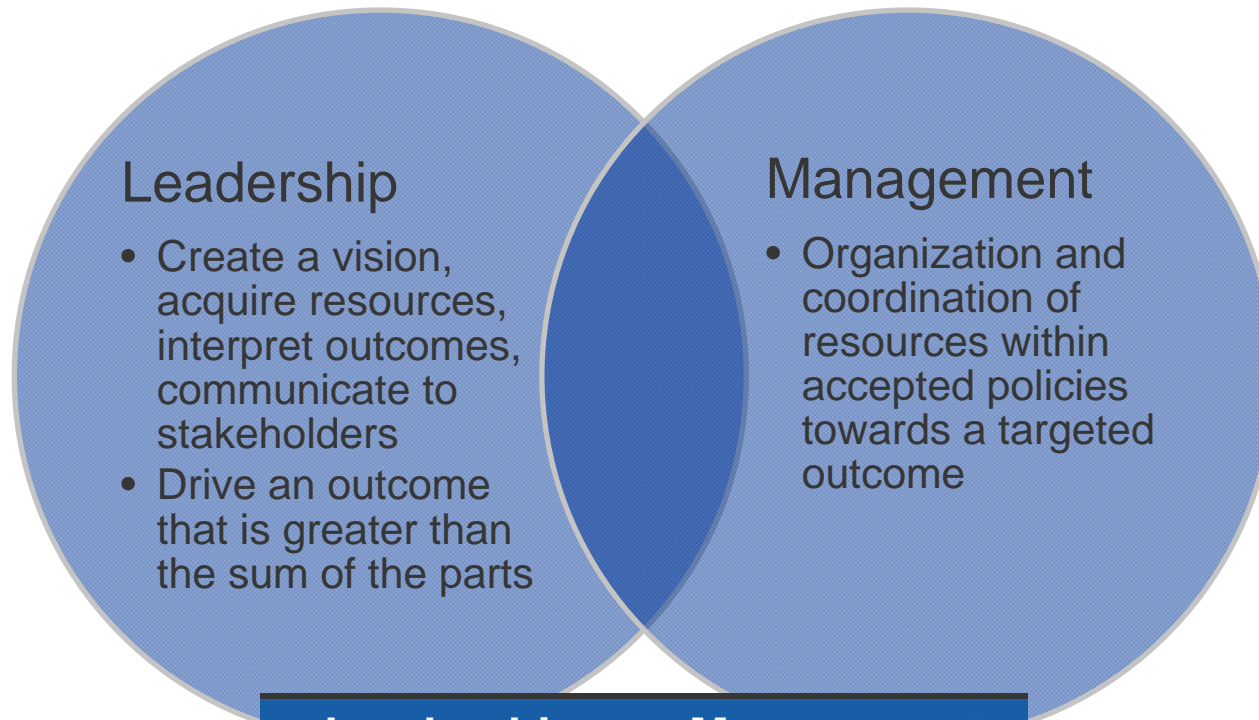 Leadership
• Create a vision,
acquire resources,
interpret outcomes,
communicate to
stakeholders
• Drive an outcome
that is greater than
the sum of the parts
Management
• Organization and
coordination of
resources within
accepted policies
towards a targeted
outcome